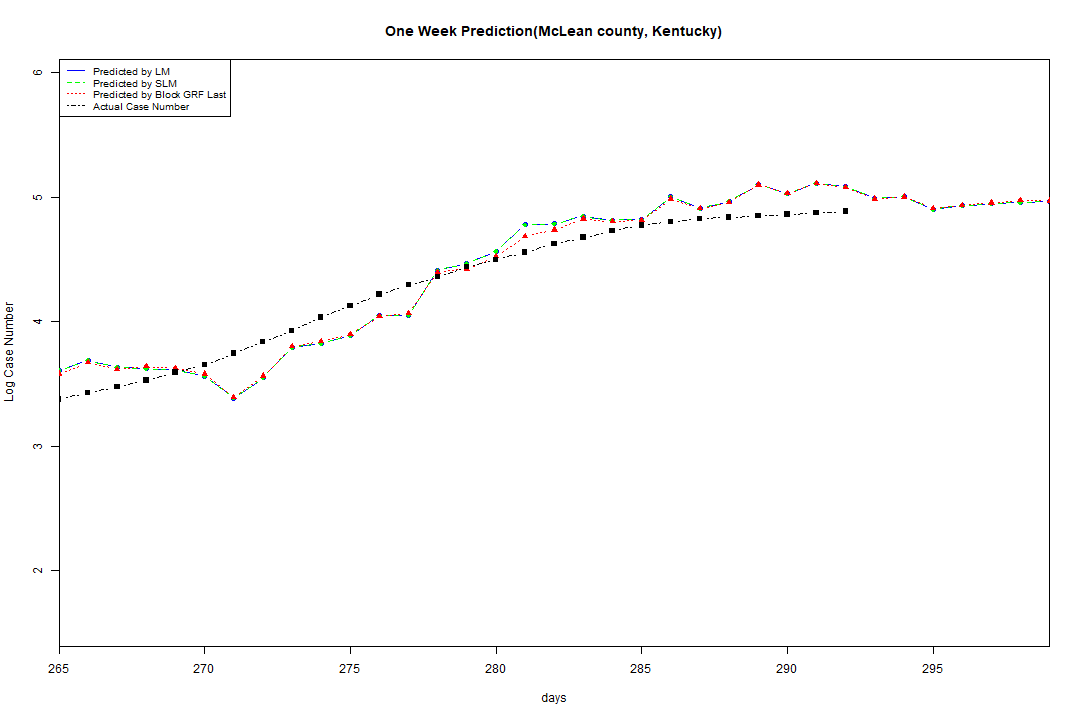 One Week Prediction(McLean county, Kentucky)
Predicted by LM
Predicted by SLM
Predicted by Block GRF Last
Actual Case Number
6
5
4
3
2
Log Case Number
265 270 275 280 285 290 295
days